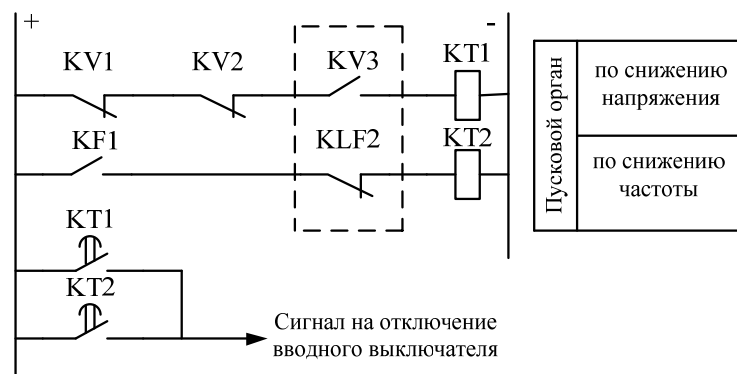 +
-
KV1
KV2
KV3
KT1
KF1
KLF2
KT2
KT1
KT2
Сигнал на отключение
вводного выключателя
Пусковой орган
по снижению
напряжения
по снижению
частоты